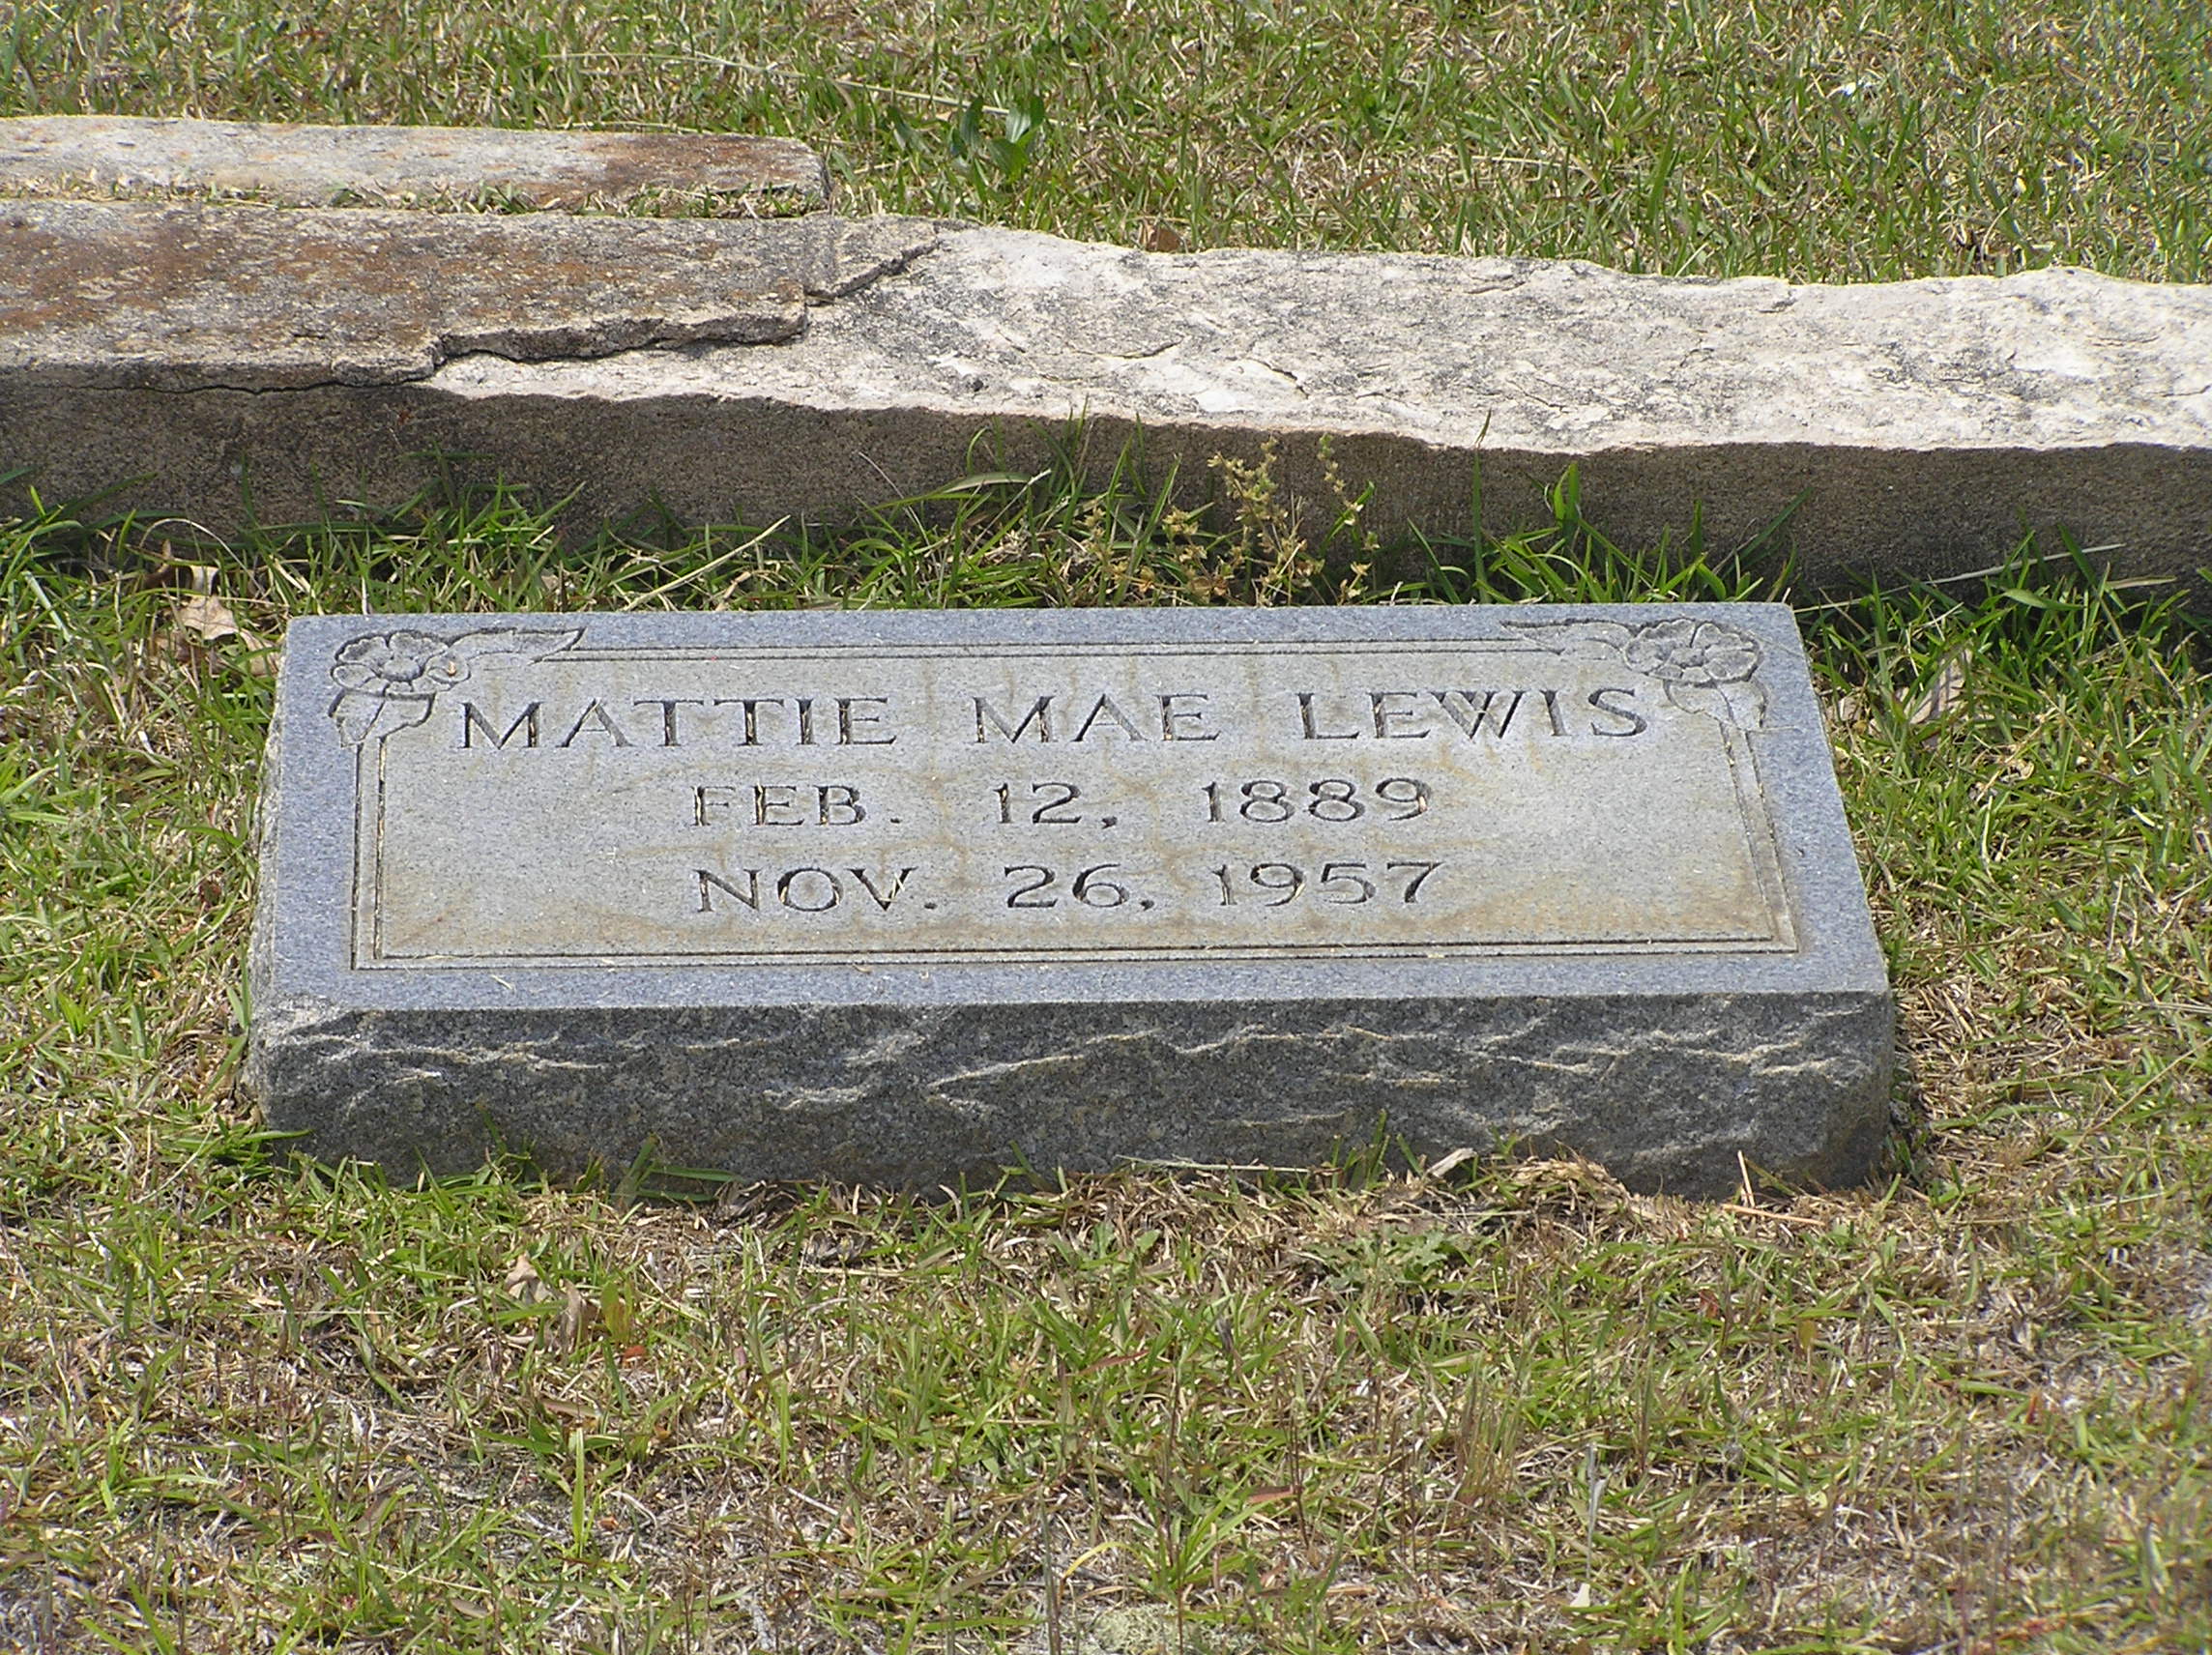 MATTIE MAE LEWIS
FEB. 12, 1889
NOV. 26, 1957